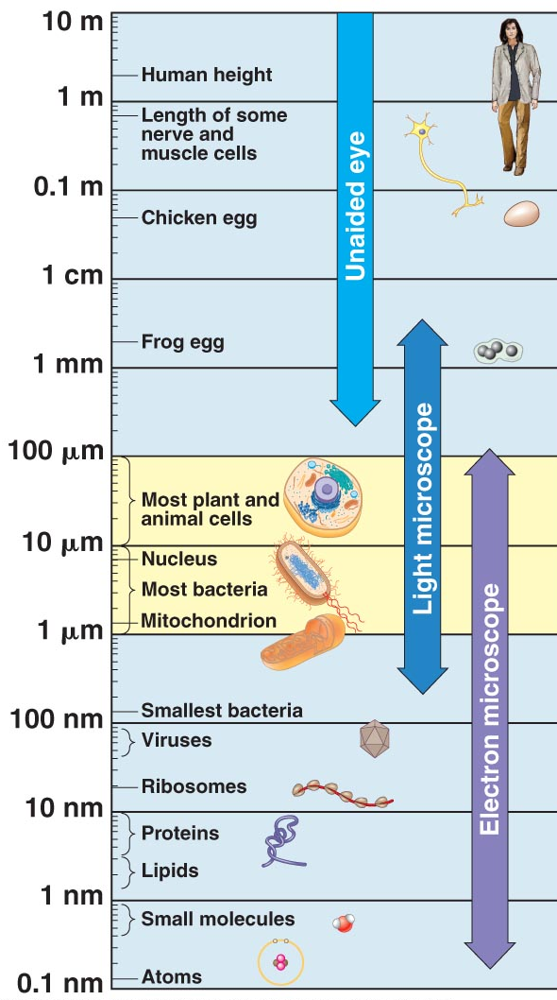 10 m
Human height
1 m
Length of some
nerve and
muscle cells
0.1 m
Chicken egg
1 cm
Frog egg
1 mm
100 μm
Most plant and
animal cells
10 μm
Nucleus
Most bacteria
Mitochondrion
1 μm
Smallest bacteria
100 nm
Viruses
Ribosomes
10 nm
Proteins
Lipids
1 nm
Small molecules
Atoms
0.1 nm
Unaided eye
Light microscope
Electron microscope